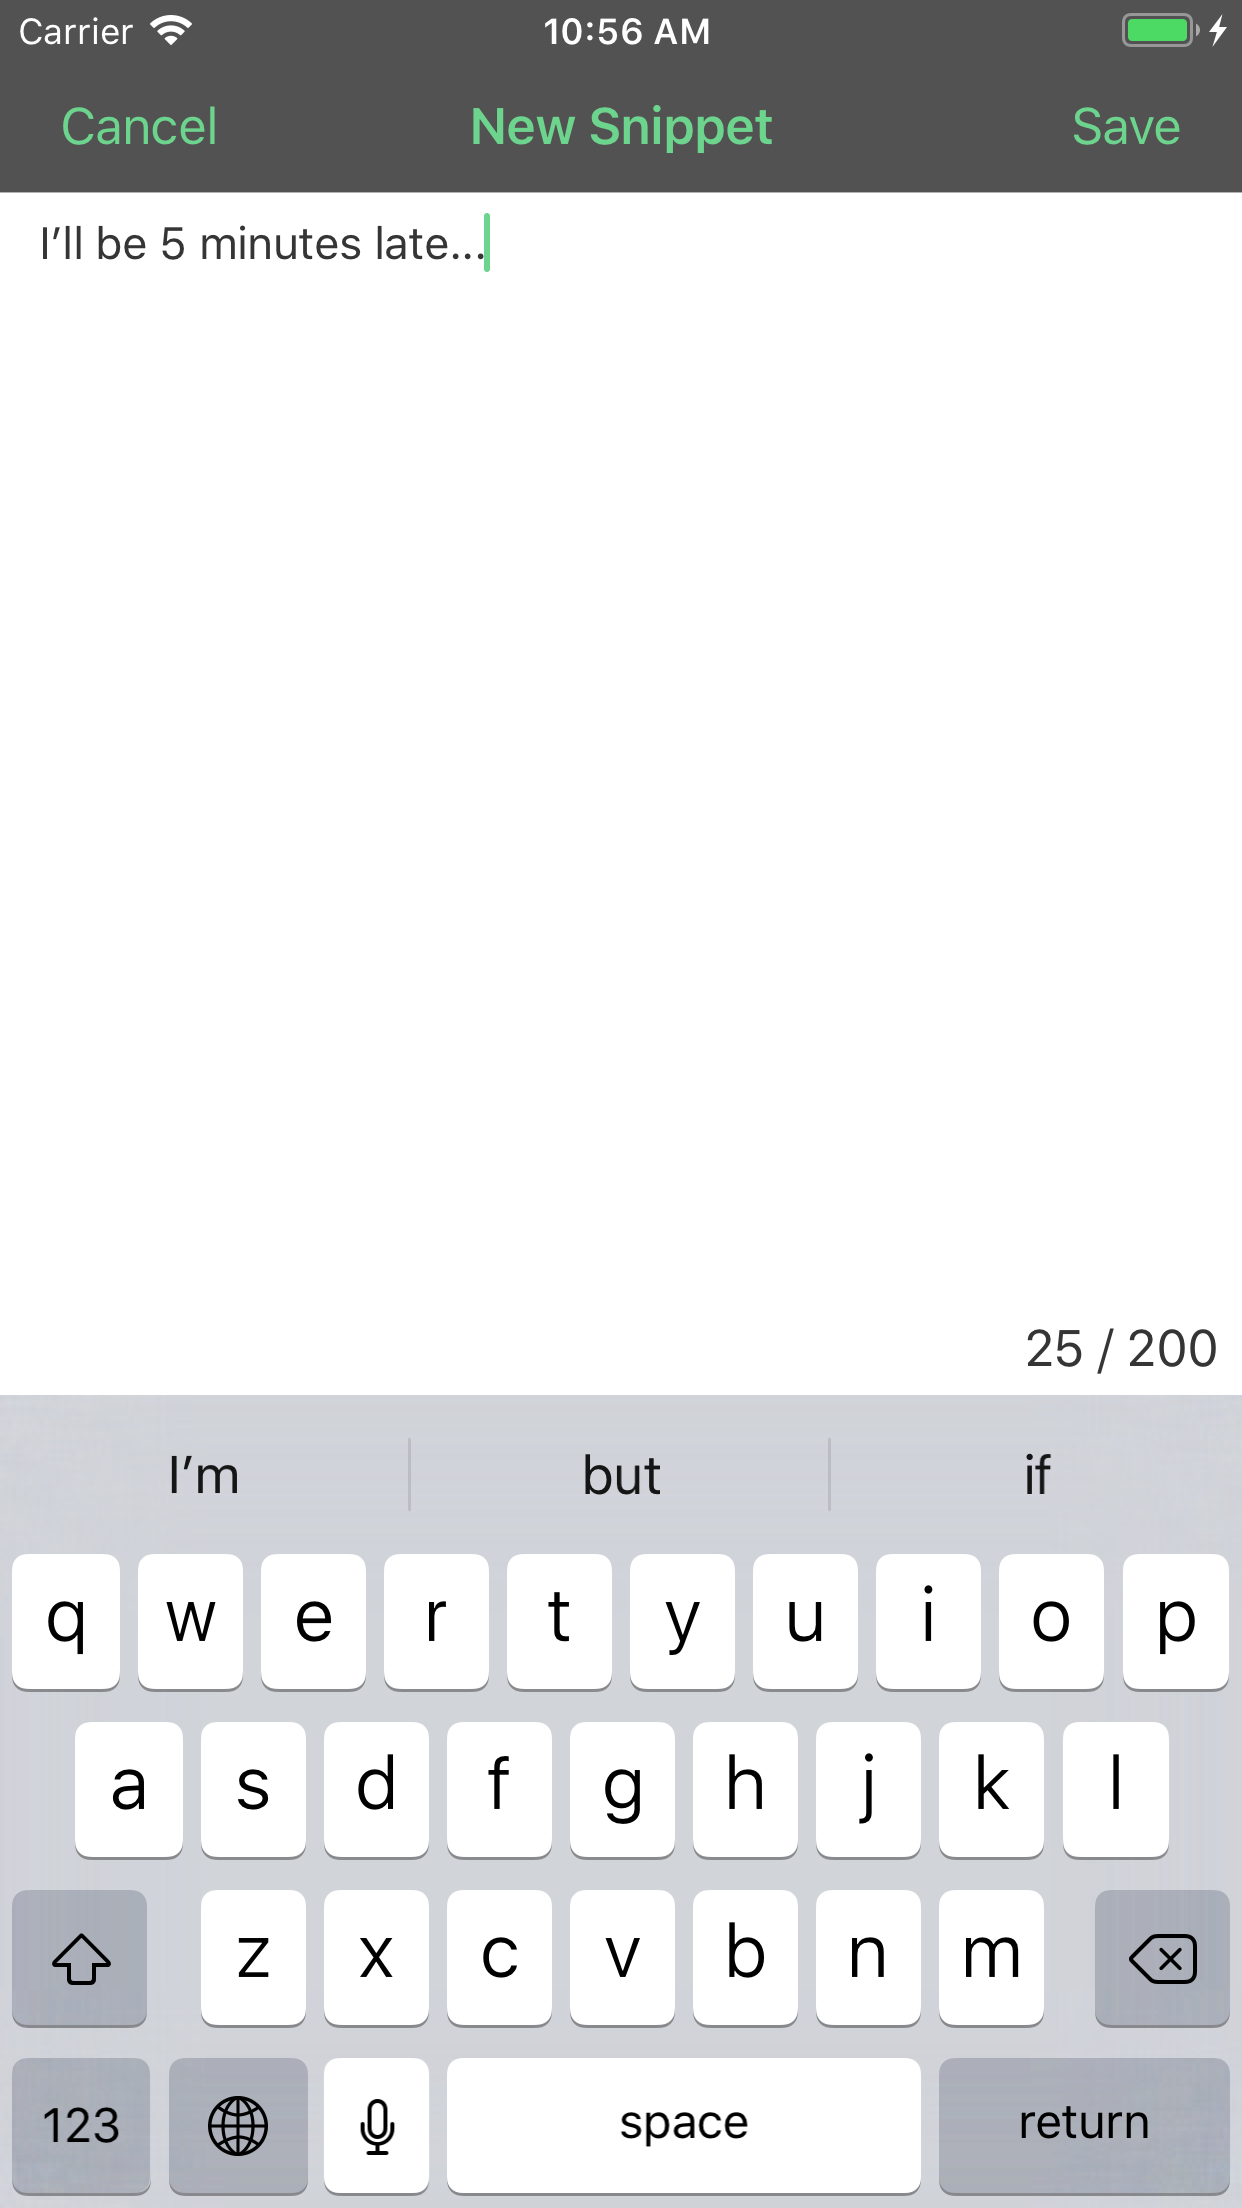 Carrier 10:56 AM
Cancel New Snippet Save
I’ll be 5 minutes late...
25 / 200
I’m but if
q w e r t y u i o p
a s d f g h j k l
z x c v b n m
123 space return